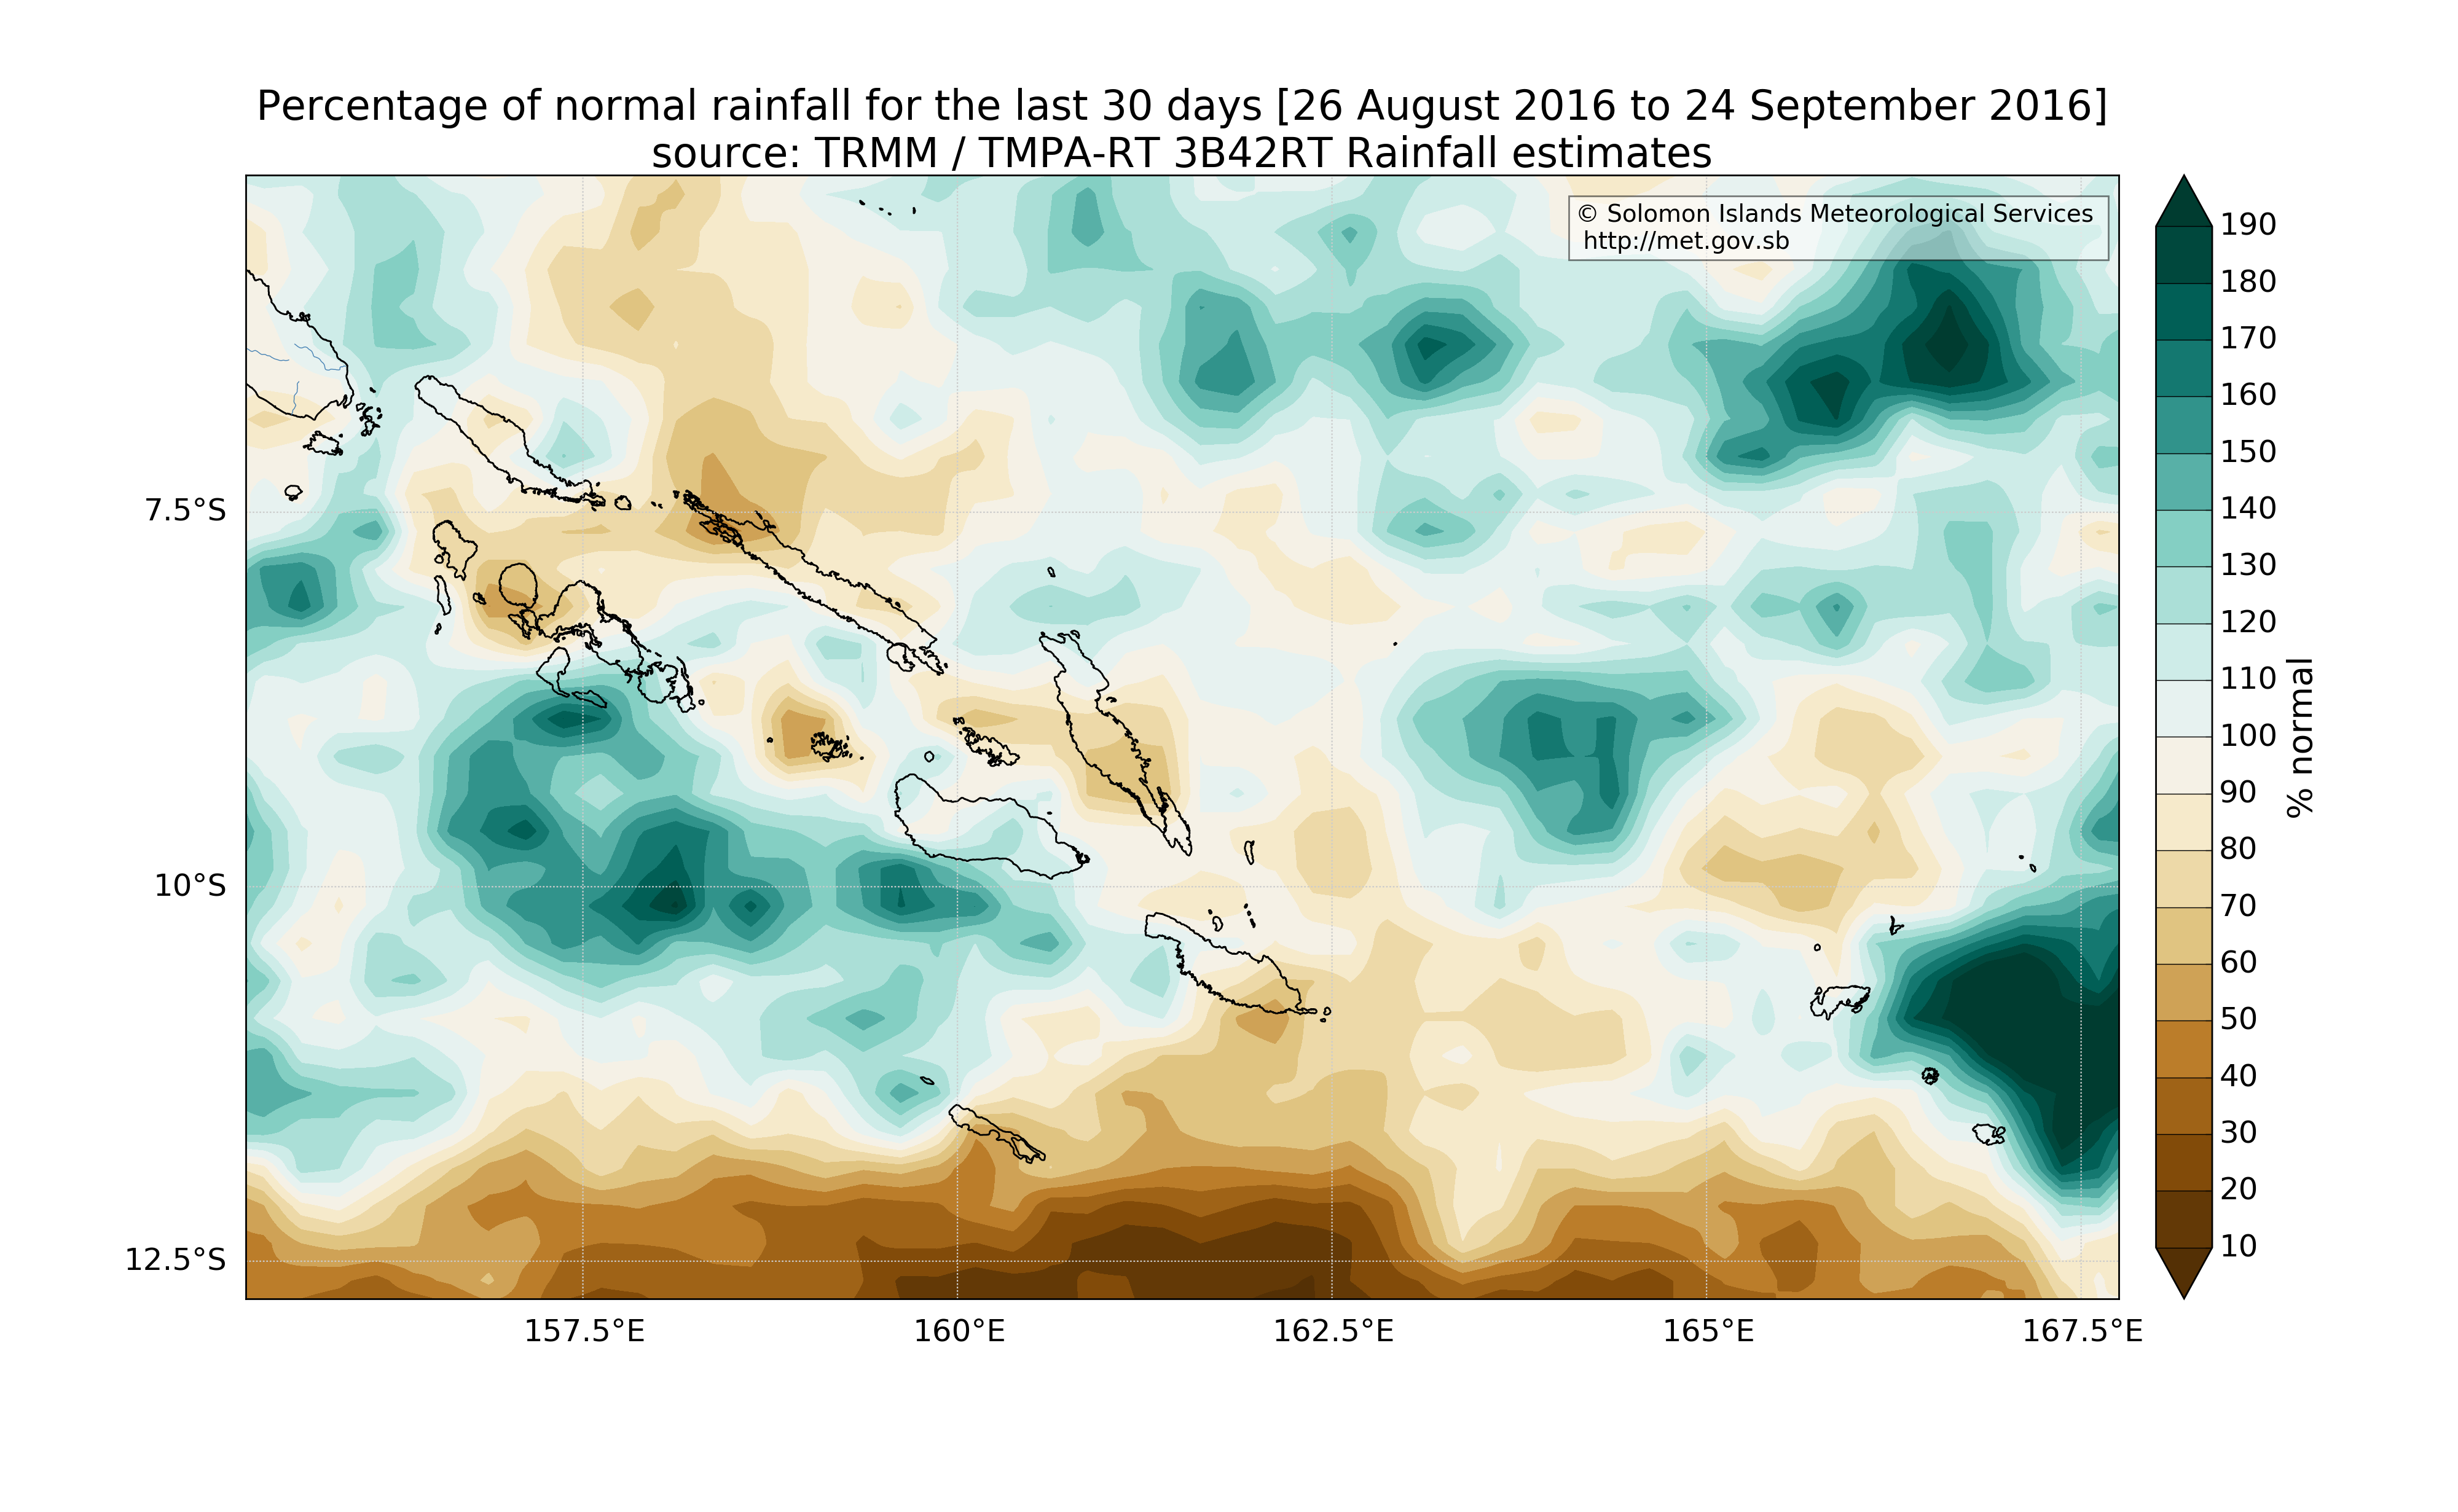 Percentage of normal rainfall for the last 30 days [26 August 2016 to 24 September 2016]
source: TRMM / TMPA-RT 3B42RT Rainfall estimates
© Solomon Islands Meteorological Services
http://met.gov.sb
7.5°S
10°S
12.5°S
157.5°E
160°E
162.5°E
165°E
167.5°E
190
180
170
160
150
140
130
120
110
100
90
80
70
60
50
40
30
20
10
% normal